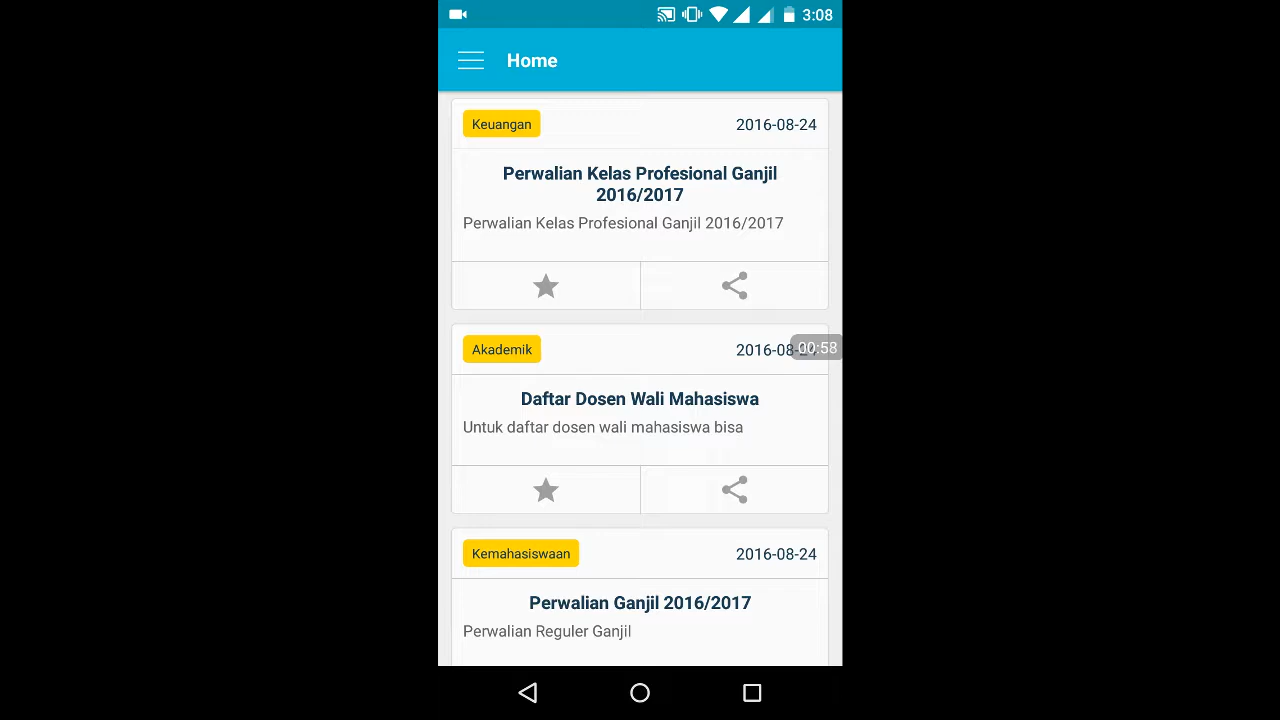 3:08
Home
Keuangan 2016-08-24
Perwalian Kelas Profesional Ganjil
2016/2017
Perwalian Kelas Profesional Ganjil 2016/2017
Akademik 2016-08-
00:58
Daftar Dosen Wali Mahasiswa
Untuk daftar dosen wali mahasiswa bisa
Kemahasiswaan 2016-08-24
Perwalian Ganjil 2016/2017
Perwalian Reguler Ganjil